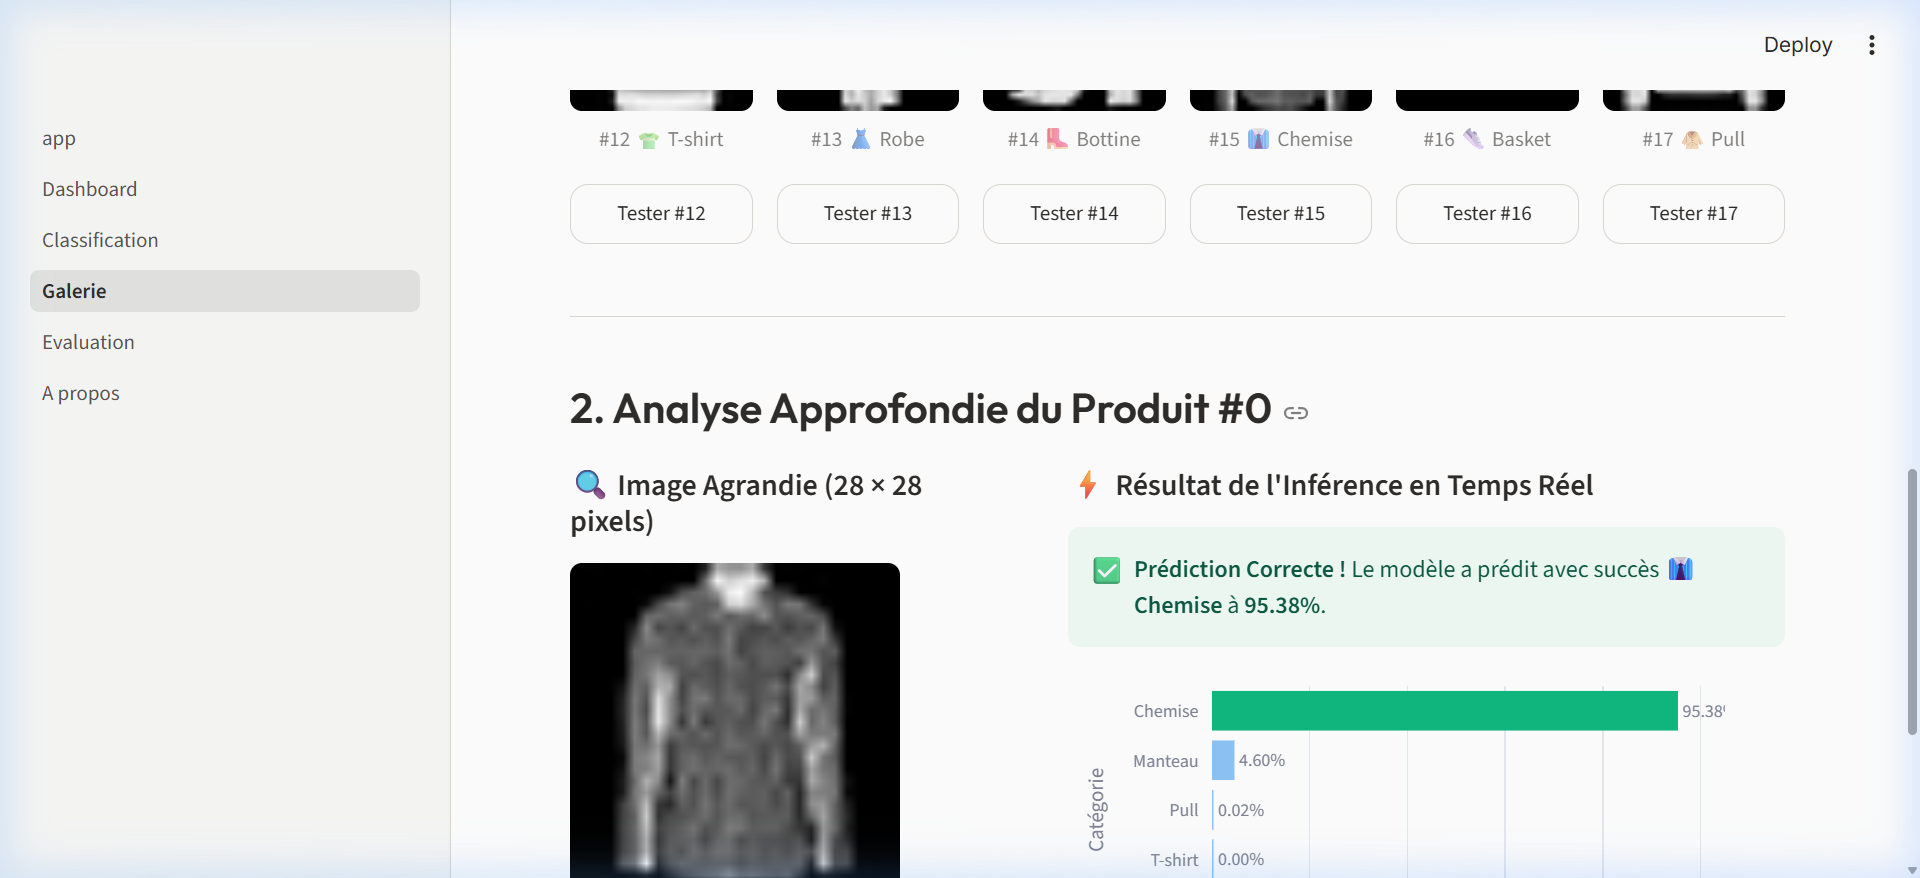 Deploy
app
Dashboard
Classification
Galerie
Evaluation
A propos
#12 T-shirt
#13 Robe
#14 Bottine
#15 Chemise
#16 Basket
#17 Pull
Tester #12
Tester #13
Tester #14
Tester #15
Tester #16
Tester #17
2. Analyse Approfondie du Produit #0
Image Agrandie (28 × 28
pixels)
Résultat de l'Inférence en Temps Réel
Prédiction Correcte ! Le modèle a prédit avec succès
Chemise à 95.38%.
Catégorie
Chemise 95.38
Manteau 4.60%
Pull 0.02%
T-shirt 0.00%